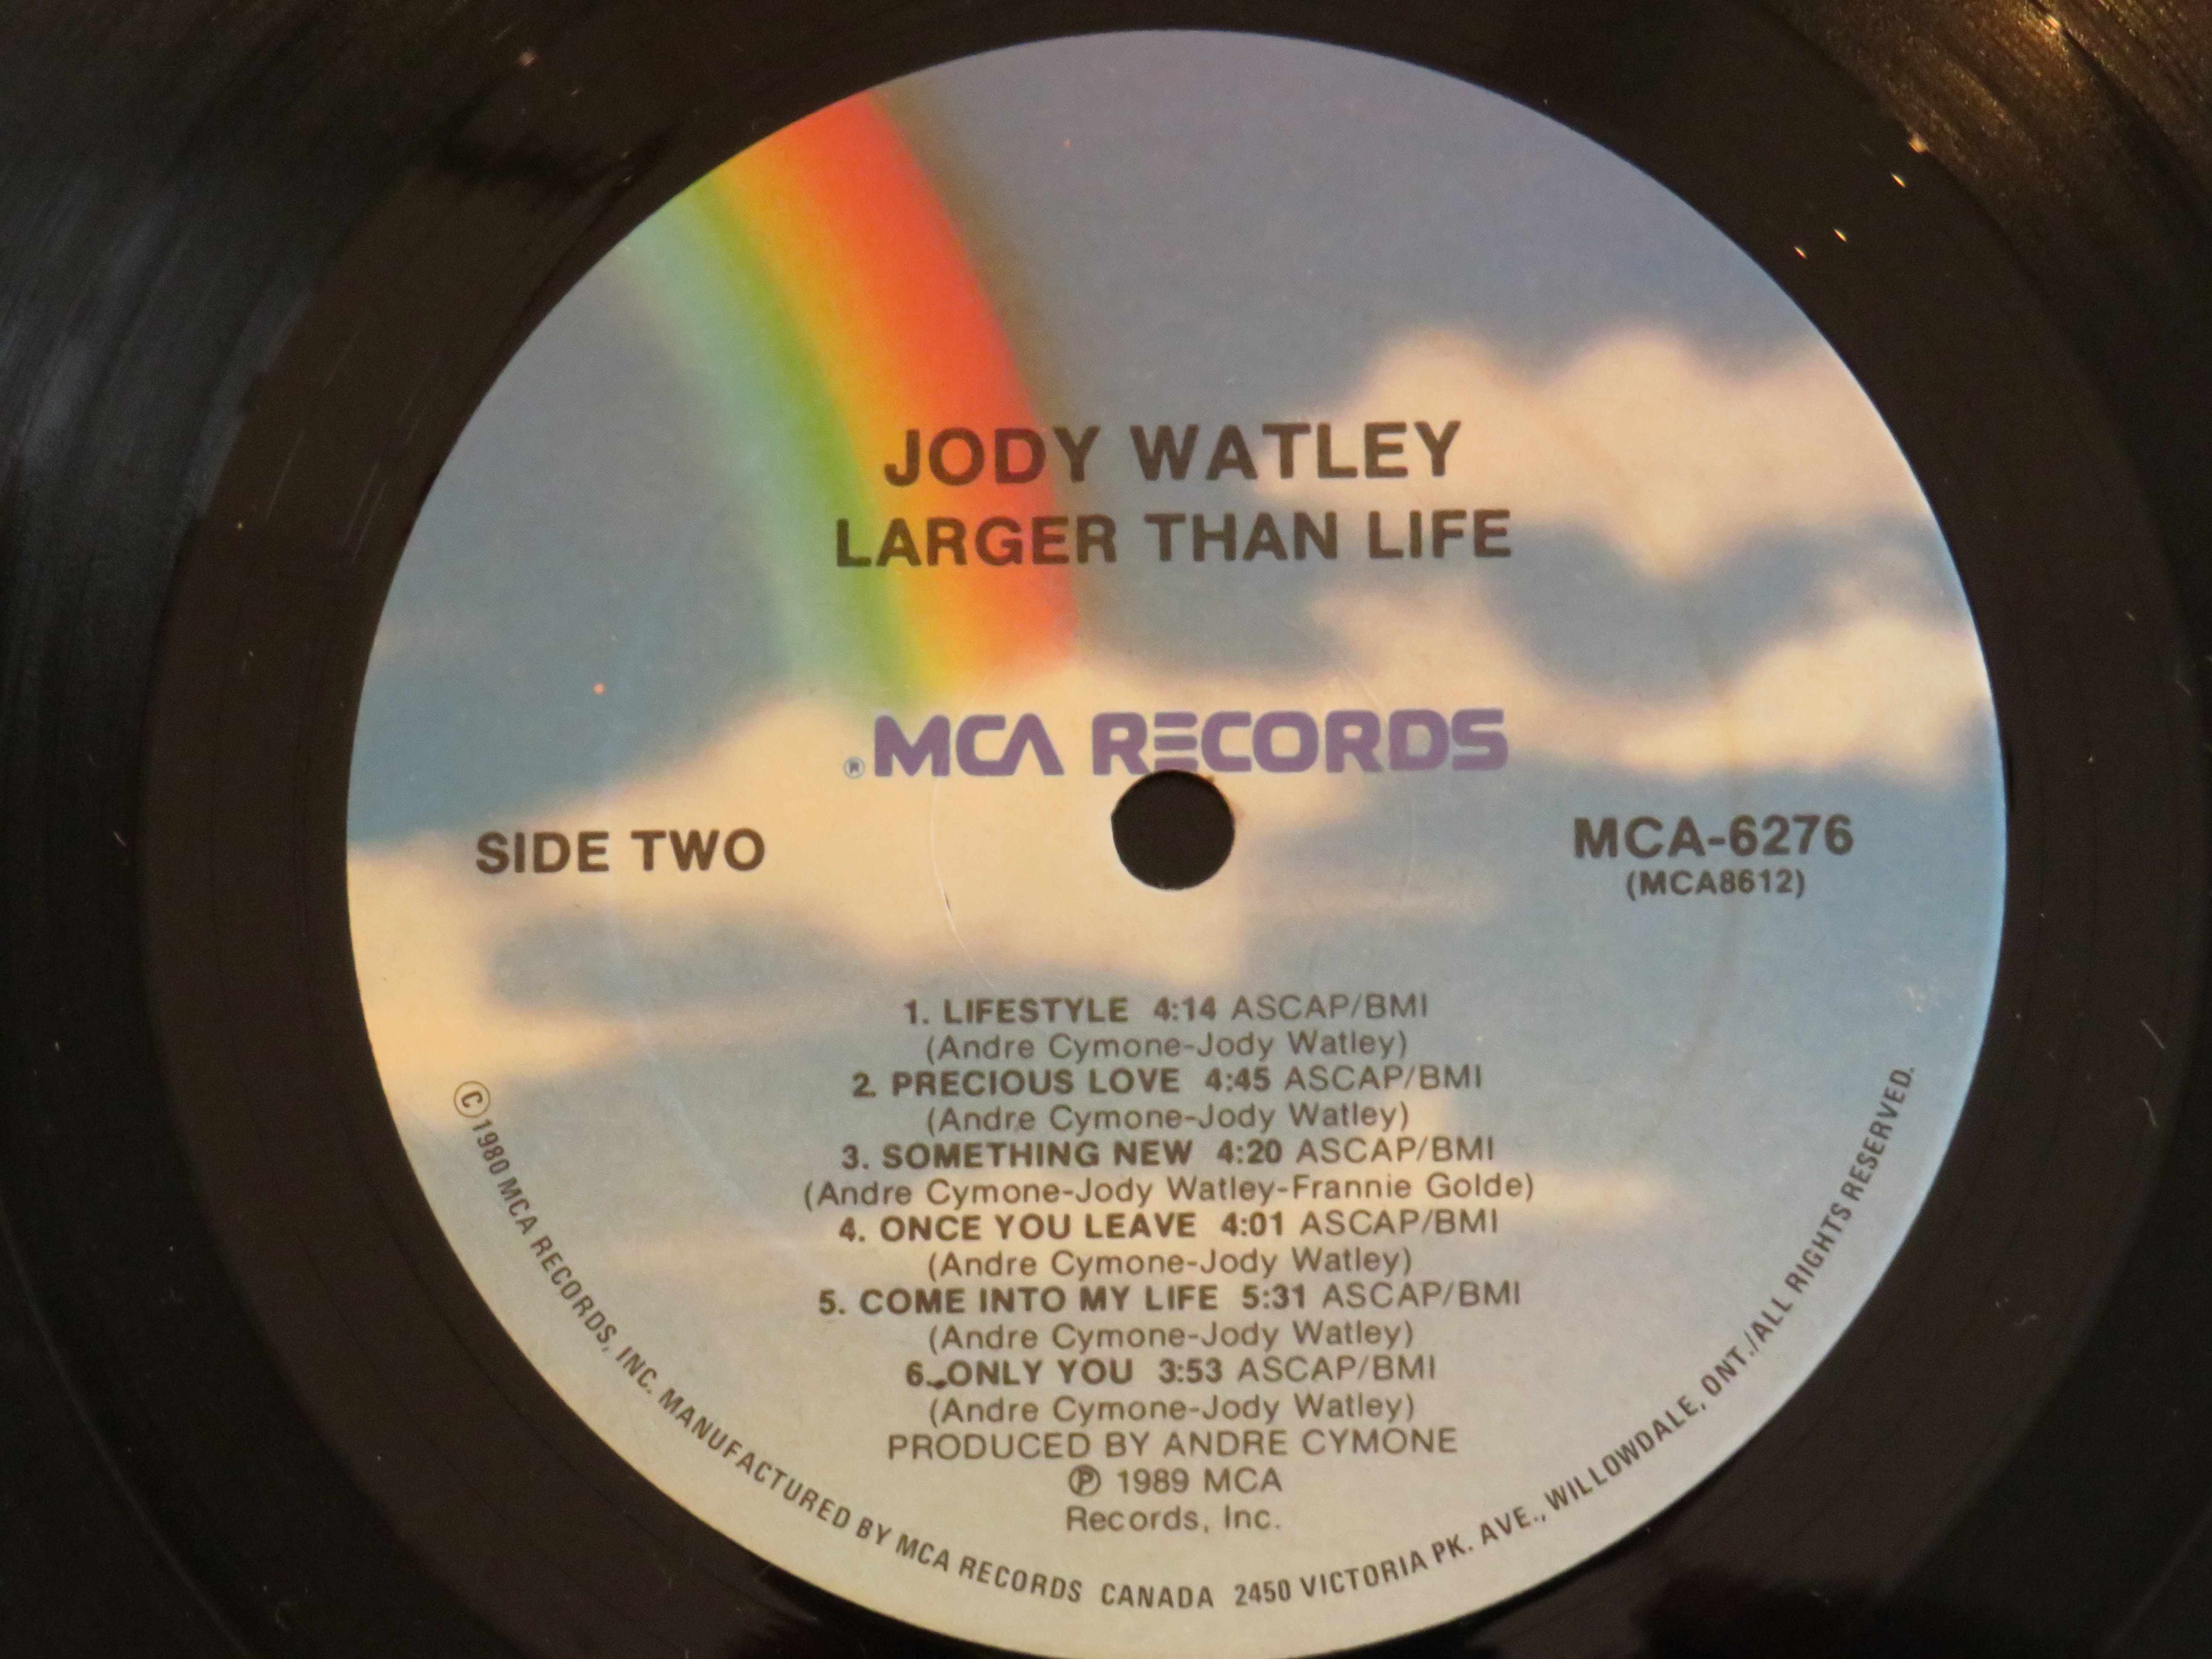 JODY WATLEY
LARGER THAN LIFE
® MCA RECORDS
SIDE TWO
MCA-6276
(MCA8612)
1. LIFESTYLE 4:14 ASCAP/BMI
(Andre Cymone-Jody Watley)
2. PRECIOUS LOVE 4:45 ASCAP/BMI
(Andre Cymone-Jody Watley)
3. SOMETHING NEW 4:20 ASCAP/BMI
(Andre Cymone-Jody Watley-Frannie Golde)
4. ONCE YOU LEAVE 4:01 ASCAP/BMI
(Andre Cymone-Jody Watley)
5. COME INTO MY LIFE 5:31 ASCAP/BMI
(Andre Cymone-Jody Watley)
6. ONLY YOU 3:53 ASCAP/BMI
(Andre Cymone-Jody Watley)
PRODUCED BY ANDRE CYMONE
℗ 1989 MCA
Records, Inc.
©1980 MCA RECORDS, INC. MANUFACTURED BY MCA RECORDS CANADA 2450 VICTORIA PK. AVE., WILLOWDALE, ONT./ALL RIGHTS RESERVED.